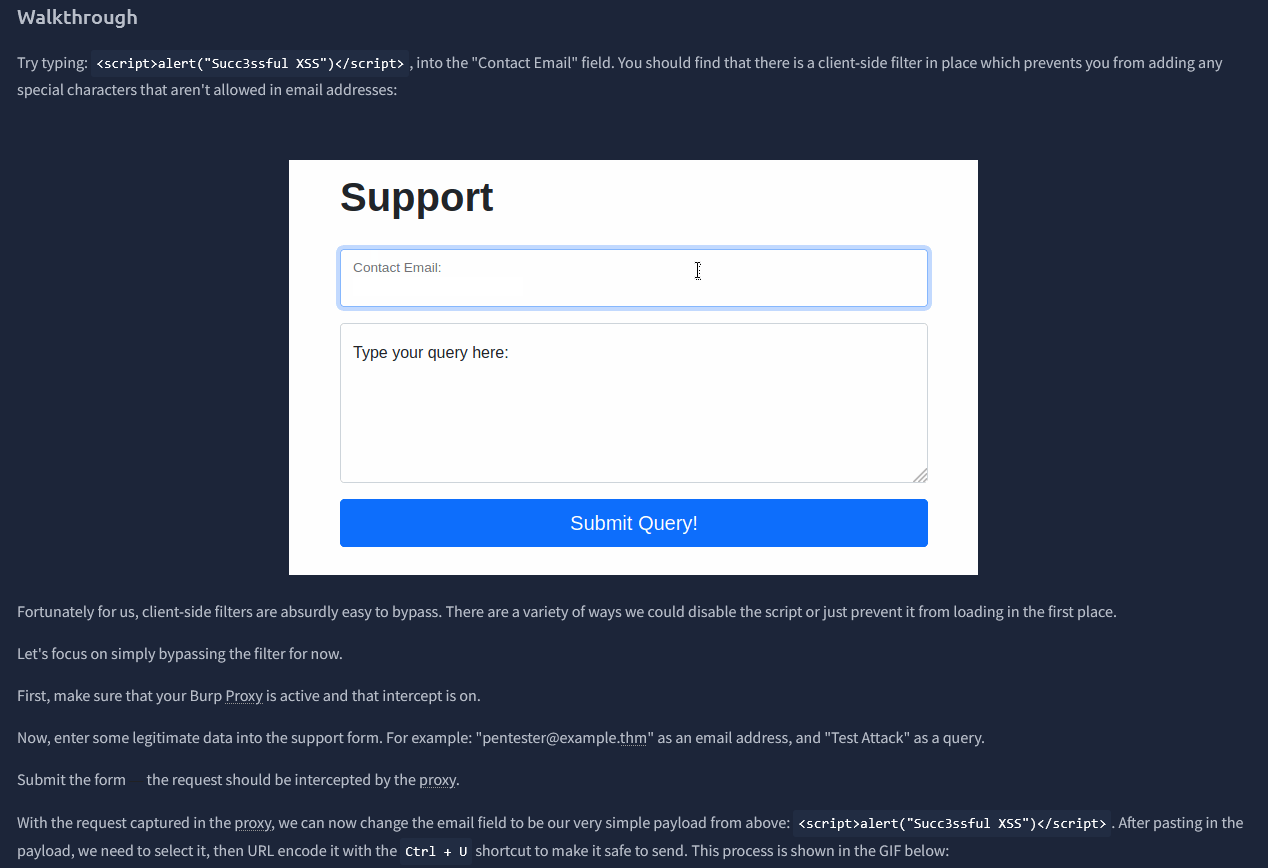 Walkthrough
Try typing: <script>alert("Succ3ssful XSS")</script> , into the "Contact Email" field. You should find that there is a client-side filter in place which prevents you from adding any
special characters that aren't allowed in email addresses:
Support
Contact Email:
Type your query here:
Submit Query!
Fortunately for us, client-side filters are absurdly easy to bypass. There are a variety of ways we could disable the script or just prevent it from loading in the first place.
Let's focus on simply bypassing the filter for now.
First, make sure that your Burp Proxy is active and that intercept is on.
Now, enter some legitimate data into the support form. For example: "pentester@example.thm" as an email address, and "Test Attack" as a query.
Submit the form the request should be intercepted by the proxy.
With the request captured in the proxy, we can now change the email field to be our very simple payload from above: <script>alert("Succ3ssful XSS")</script> . After pasting in the
payload, we need to select it, then URL encode it with the Ctrl + U shortcut to make it safe to send. This process is shown in the GIF below: